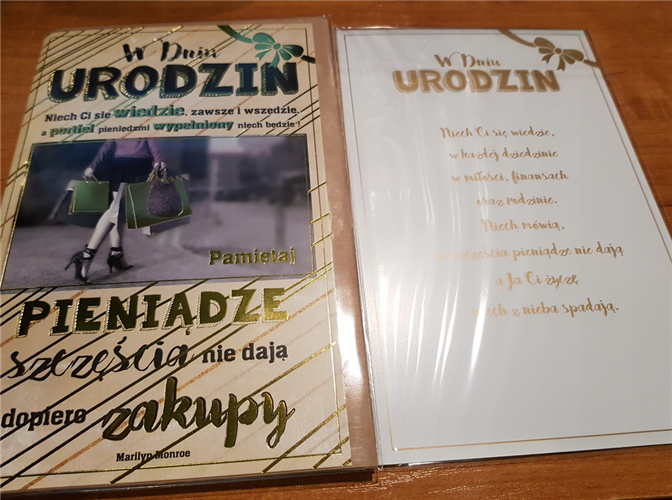 W Dniu
URODZIN
Niech Ci się wiedzie, zawsze i wszędzie,
a portfel pieniędzmi wypełniony niech będzie!
Pamiętaj
PIENIĄDZE
szczęścia nie dają
dopiero zakupy
Marilyn Monroe
W Dniu
URODZIN
Niech Ci się wiedzie,
w każdej dziedzinie
w miłości, finansach
oraz rodzinie.
Niech mówią,
szczęścia pieniądze nie dają
a Ja Ci życzę
niech z nieba spadają.